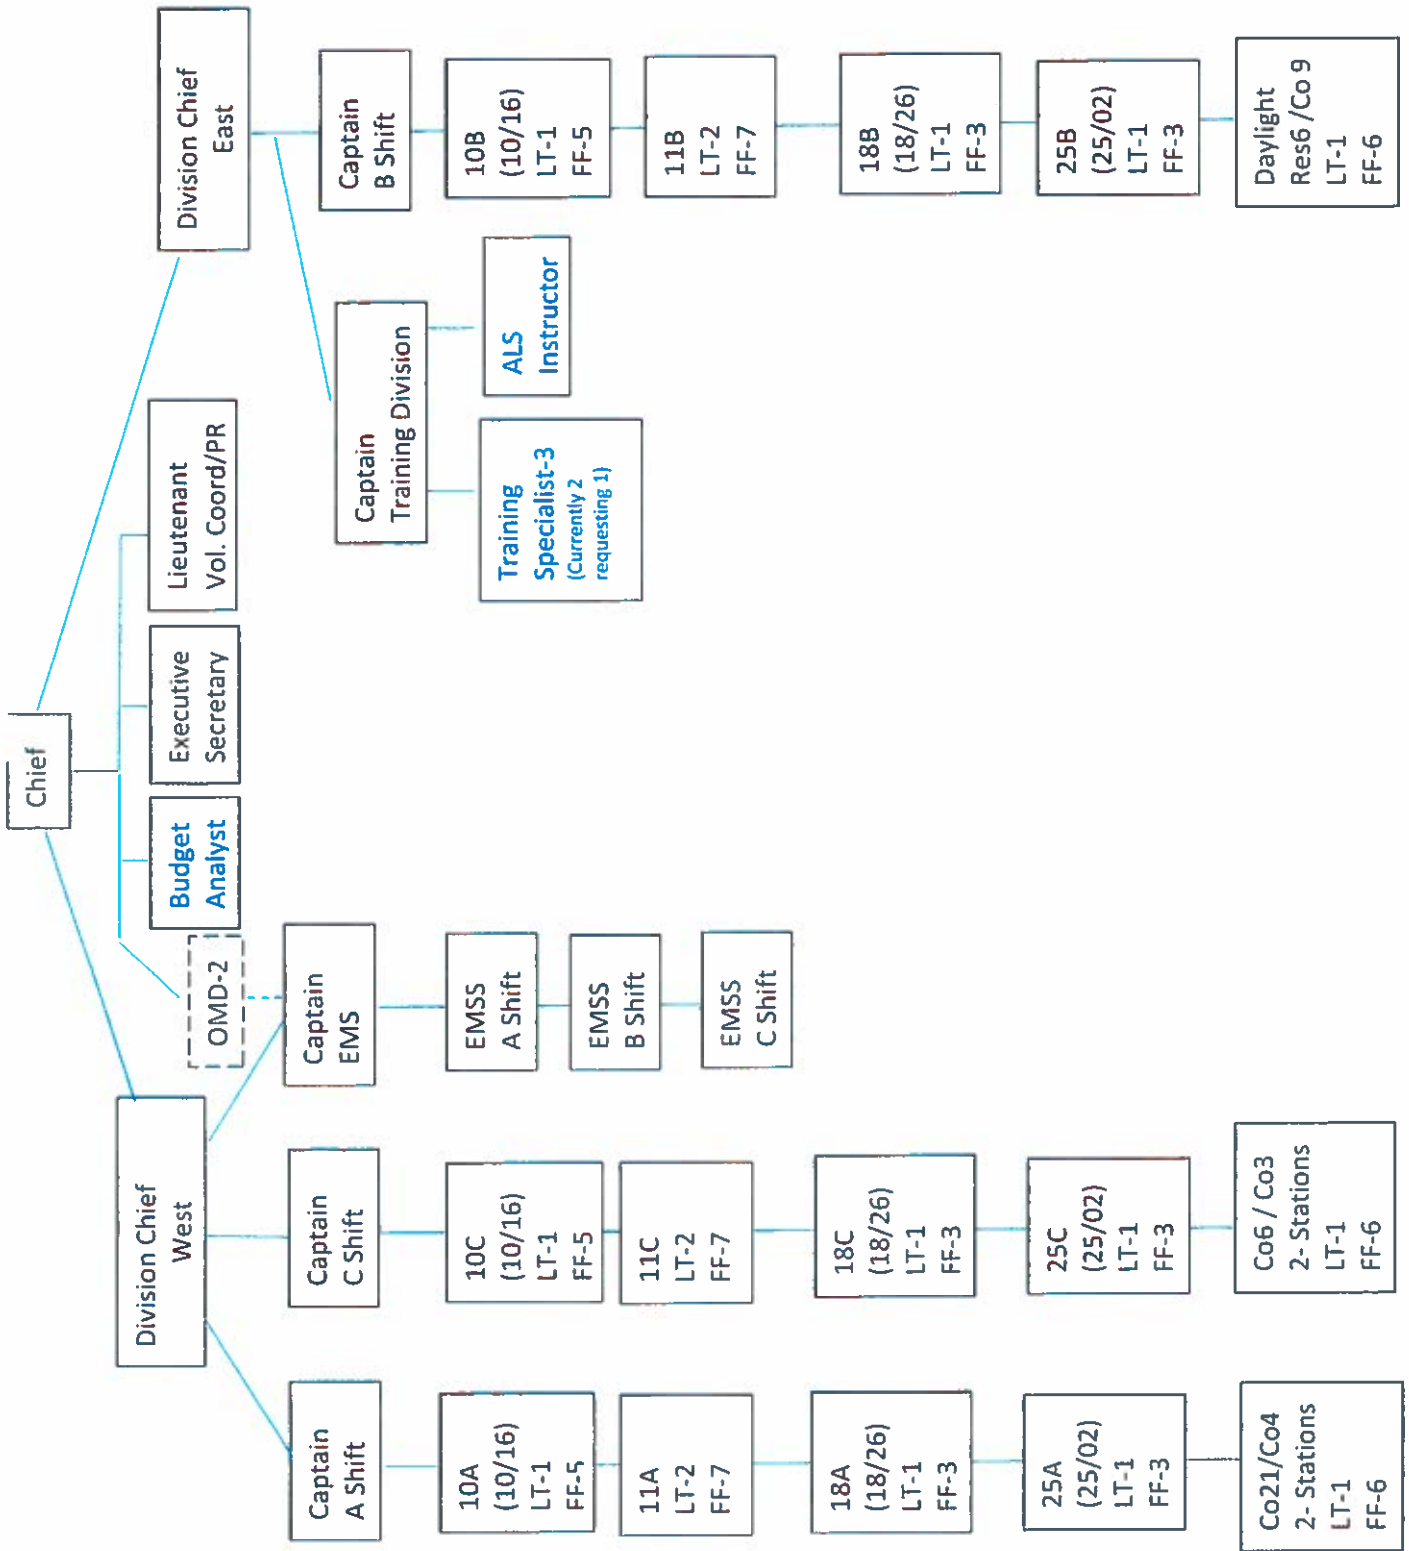 Chief
Budget
Analyst
Executive
Secretary
Lieutenant
Vol. Coord/PR
OMD-2
Division Chief
West
Division Chief
East
Captain
A Shift
Captain
C Shift
Captain
EMS
Captain
Training Division
Captain
B Shift
10A
(10/16)
LT-1
FF-5
11A
LT-2
FF-7
18A
(18/26)
LT-1
FF-3
25A
(25/02)
LT-1
FF-3
Co21/Co4
2- Stations
LT-1
FF-6
10C
(10/16)
LT-1
FF-5
11C
LT-2
FF-7
18C
(18/26)
LT-1
FF-3
25C
(25/02)
LT-1
FF-3
Co6 / Co3
2- Stations
LT-1
FF-6
EMSS
A Shift
EMSS
B Shift
EMSS
C Shift
Training
Specialist-3
(Currently 2
requesting 1)
ALS
Instructor
10B
(10/16)
LT-1
FF-5
11B
LT-2
FF-7
18B
(18/26)
LT-1
FF-3
25B
(25/02)
LT-1
FF-3
Daylight
Res6 /Co 9
LT-1
FF-6